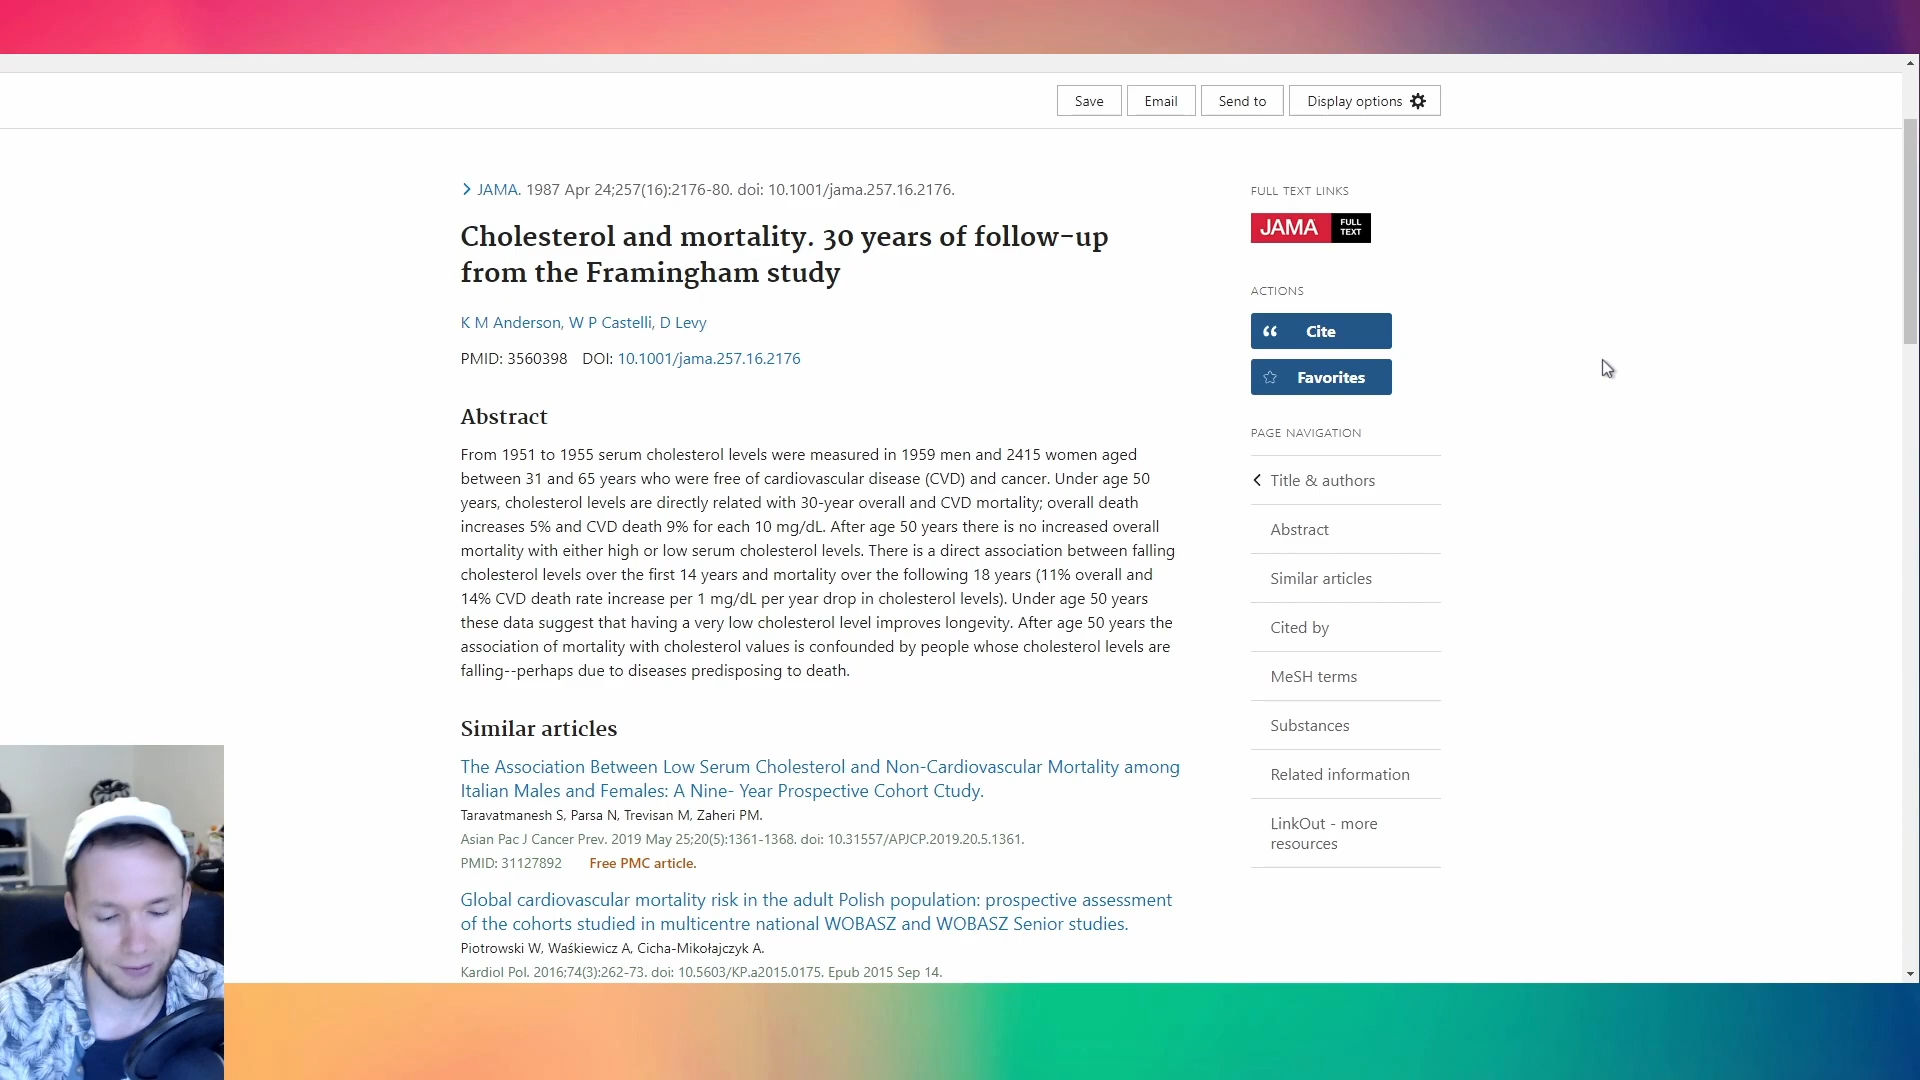 Save
Email
Send to
Display options
JAMA. 1987 Apr 24;257(16):2176-80. doi: 10.1001/jama.257.16.2176.
Cholesterol and mortality. 30 years of follow-up
from the Framingham study
K M Anderson, W P Castelli, D Levy
PMID: 3560398 DOI: 10.1001/jama.257.16.2176
Abstract
From 1951 to 1955 serum cholesterol levels were measured in 1959 men and 2415 women aged
between 31 and 65 years who were free of cardiovascular disease (CVD) and cancer. Under age 50
years, cholesterol levels are directly related with 30-year overall and CVD mortality; overall death
increases 5% and CVD death 9% for each 10 mg/dL. After age 50 years there is no increased overall
mortality with either high or low serum cholesterol levels. There is a direct association between falling
cholesterol levels over the first 14 years and mortality over the following 18 years (11% overall and
14% CVD death rate increase per 1 mg/dL per year drop in cholesterol levels). Under age 50 years
these data suggest that having a very low cholesterol level improves longevity. After age 50 years the
association of mortality with cholesterol values is confounded by people whose cholesterol levels are
falling--perhaps due to diseases predisposing to death.
Similar articles
The Association Between Low Serum Cholesterol and Non-Cardiovascular Mortality among
Italian Males and Females: A Nine- Year Prospective Cohort Ctudy.
Taravatmanesh S, Parsa N, Trevisan M, Zaheri PM.
Asian Pac J Cancer Prev. 2019 May 25;20(5):1361-1368. doi: 10.31557/APJCP.2019.20.5.1361.
PMID: 31127892 Free PMC article.
Global cardiovascular mortality risk in the adult Polish population: prospective assessment
of the cohorts studied in multicentre national WOBASZ and WOBASZ Senior studies.
Piotrowski W, Waśkiewicz A, Cicha-Mikołajczyk A.
Kardiol Pol. 2016;74(3):262-73. doi: 10.5603/KP.a2015.0175. Epub 2015 Sep 14.
FULL TEXT LINKS
JAMA FULL TEXT
ACTIONS
Cite
Favorites
PAGE NAVIGATION
Title & authors
Abstract
Similar articles
Cited by
MeSH terms
Substances
Related information
LinkOut - more
resources